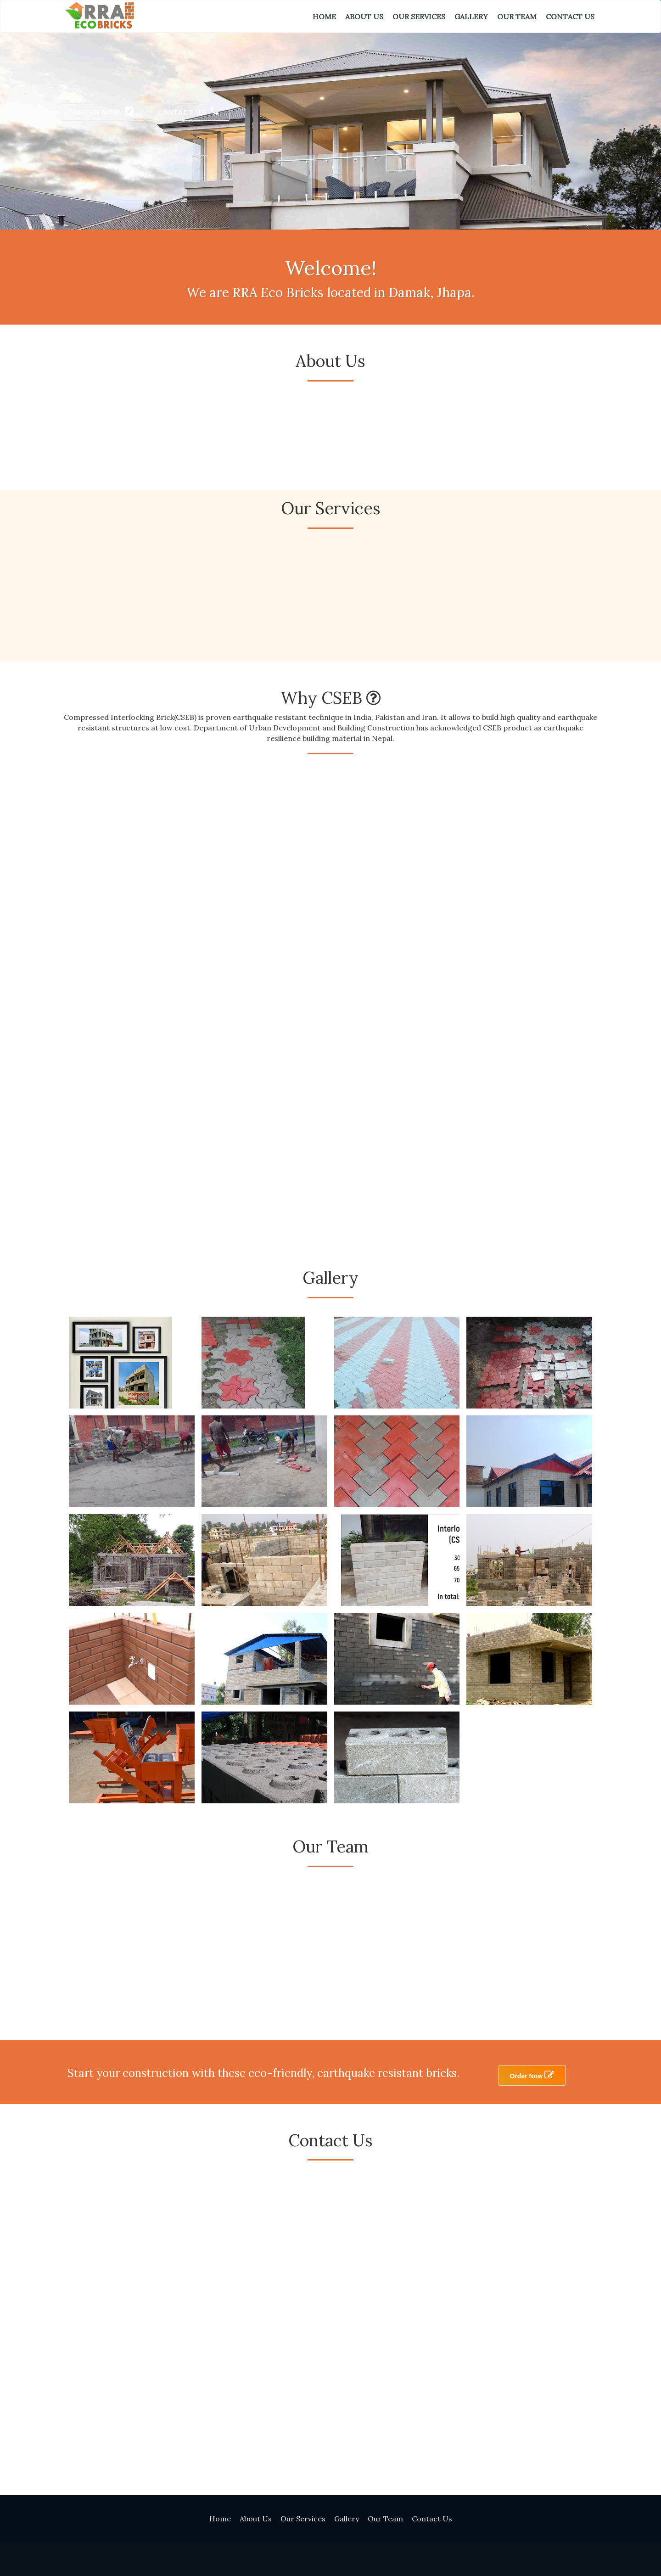 RRA
ECOBRICKS
HOME ABOUT US OUR SERVICES GALLERY OUR TEAM CONTACT US
Welcome!
We are RRA Eco Bricks located in Damak, Jhapa.
About Us
Our Services
Why CSEB
Compressed Interlocking Brick(CSEB) is proven earthquake resistant technique in India, Pakistan and Iran. It allows to build high quality and earthquake
resistant structures at low cost. Department of Urban Development and Building Construction has acknowledged CSEB product as earthquake
resilience building material in Nepal.
Gallery
Interlo
(CS
30
65
70
In total:
Our Team
Start your construction with these eco-friendly, earthquake resistant bricks.
Order Now
Contact Us
Home About Us Our Services Gallery Our Team Contact Us